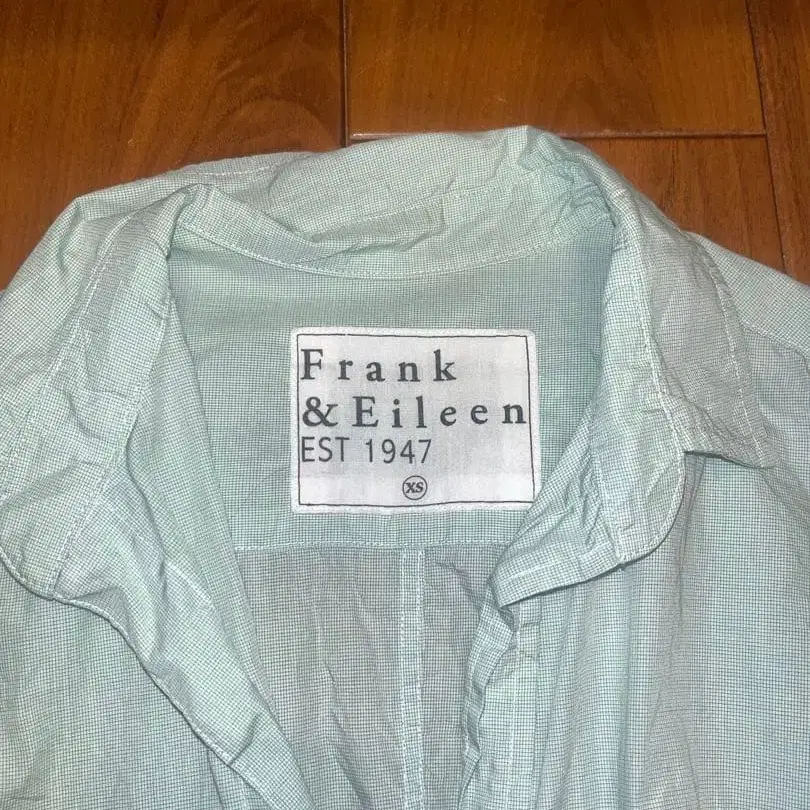 Frank
& Eileen
EST 1947
XS